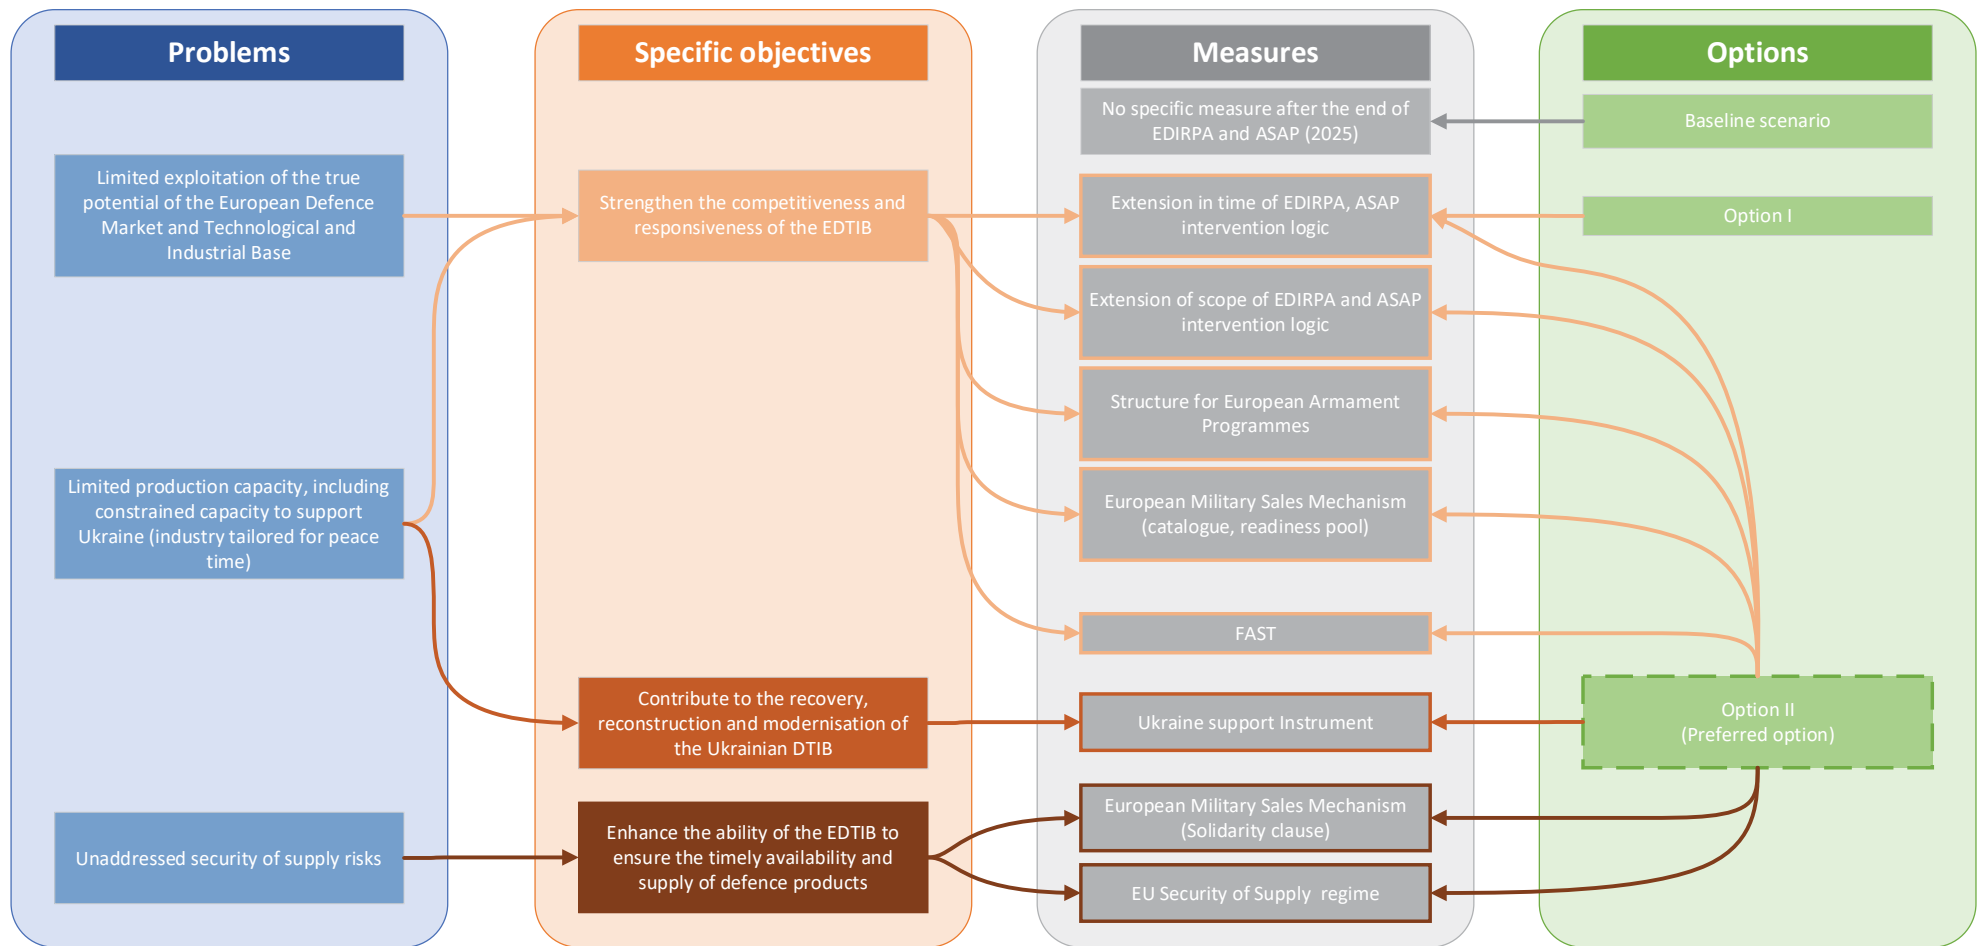 Problems
Limited exploitation of the true
potential of the European Defence
Market and Technological and
Industrial Base
Limited production capacity, including
constrained capacity to support
Ukraine (industry tailored for peace
time)
Unaddressed security of supply risks
Specific objectives
Strengthen the competitiveness and
responsiveness of the EDTIB
Contribute to the recovery,
reconstruction and modernisation of
the Ukrainian DTIB
Enhance the ability of the EDTIB to
ensure the timely availability and
supply of defence products
Measures
No specific measure after the end of
EDIRPA and ASAP (2025)
Extension in time of EDIRPA, ASAP
intervention logic
Extension of scope of EDIRPA and ASAP
intervention logic
Structure for European Armament
Programmes
European Military Sales Mechanism
(catalogue, readiness pool)
FAST
Ukraine support Instrument
European Military Sales Mechanism
(Solidarity clause)
EU Security of Supply regime
Options
Baseline scenario
Option I
Option II
(Preferred option)